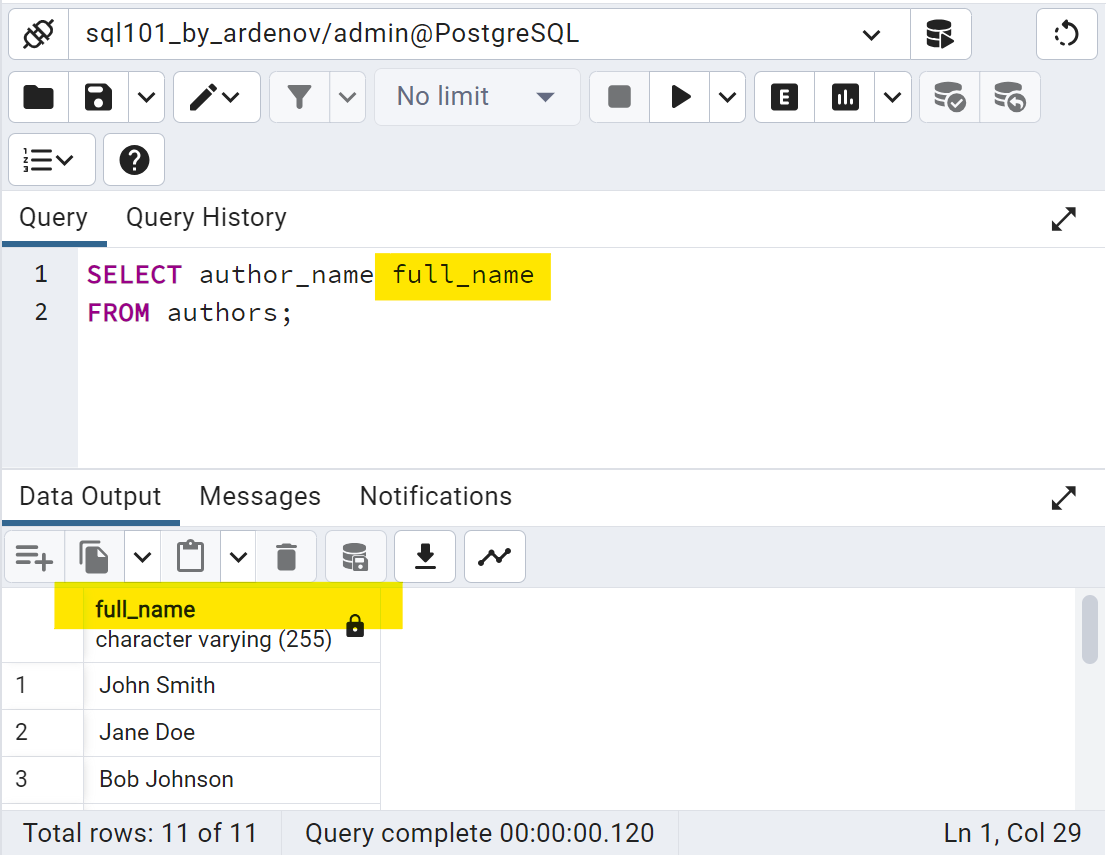 sql101_by_ardenov/admin@PostgreSQL
No limit
E
Query Query History
1 SELECT author_name full_name
2 FROM authors;
Data Output Messages Notifications
full_name
character varying (255)
1 John Smith
2 Jane Doe
3 Bob Johnson
Total rows: 11 of 11 Query complete 00:00:00.120 Ln 1, Col 29